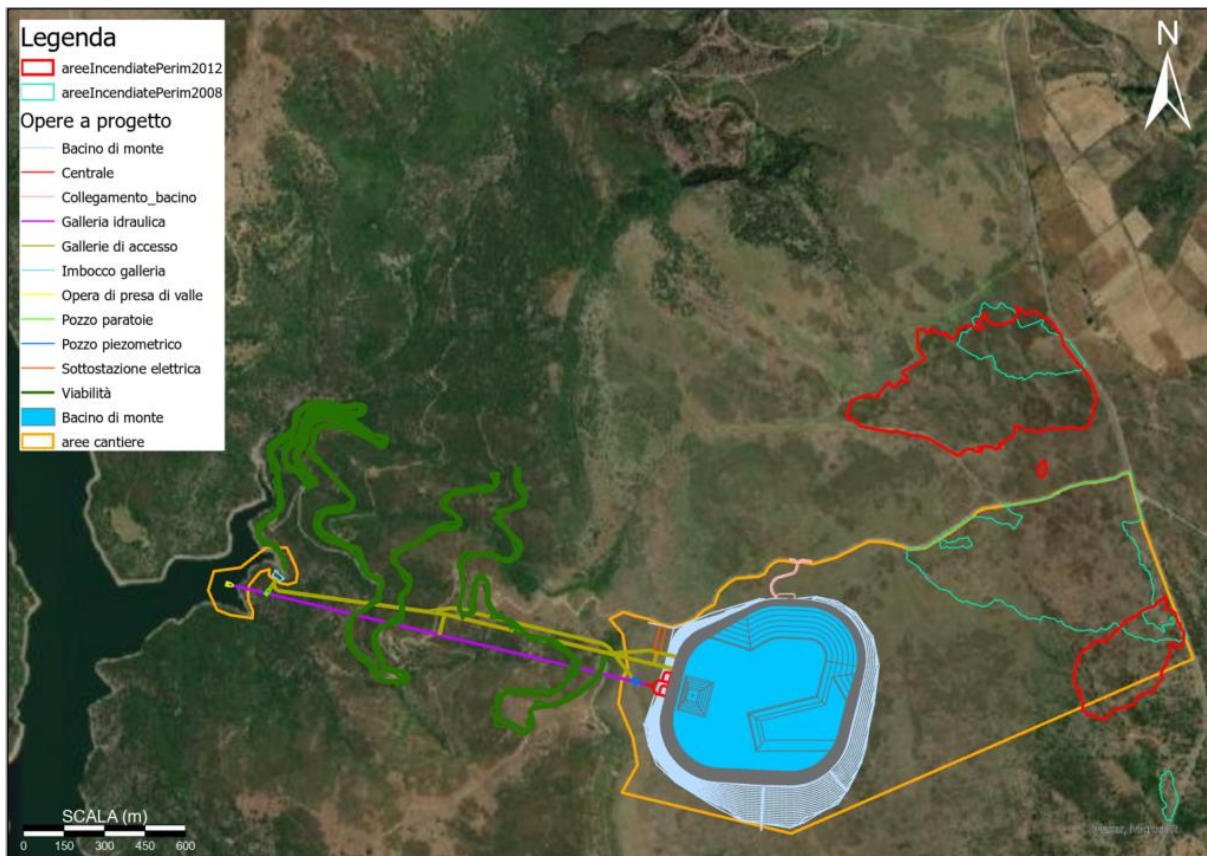 Legenda
areeIncendiatePerim2012
areeIncendiatePerim2008
Opere a progetto
Bacino di monte
Centrale
Collegamento_bacino
Galleria idraulica
Gallerie di accesso
Imbocco galleria
Opera di presa di valle
Pozzo paratoie
Pozzo piezometrico
Sottostazione elettrica
Viabilità
Bacino di monte
aree cantiere
N
SCALA (m)
0 150 300 450 600